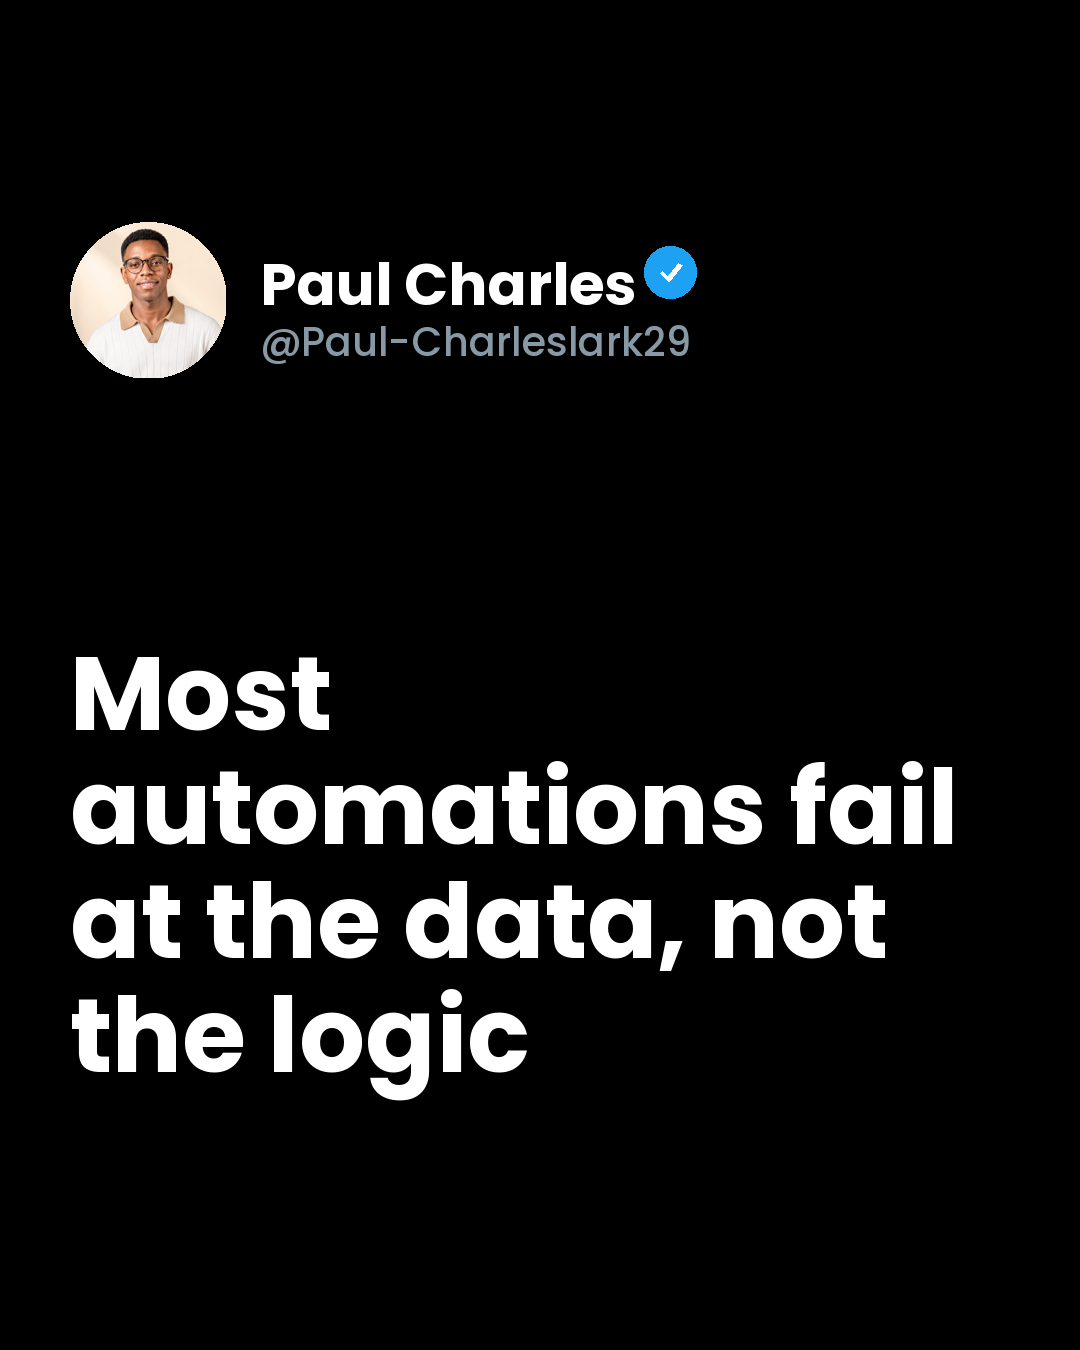 Paul Charles
@Paul-Charleslark29
Most
automations fail
at the data, not
the logic